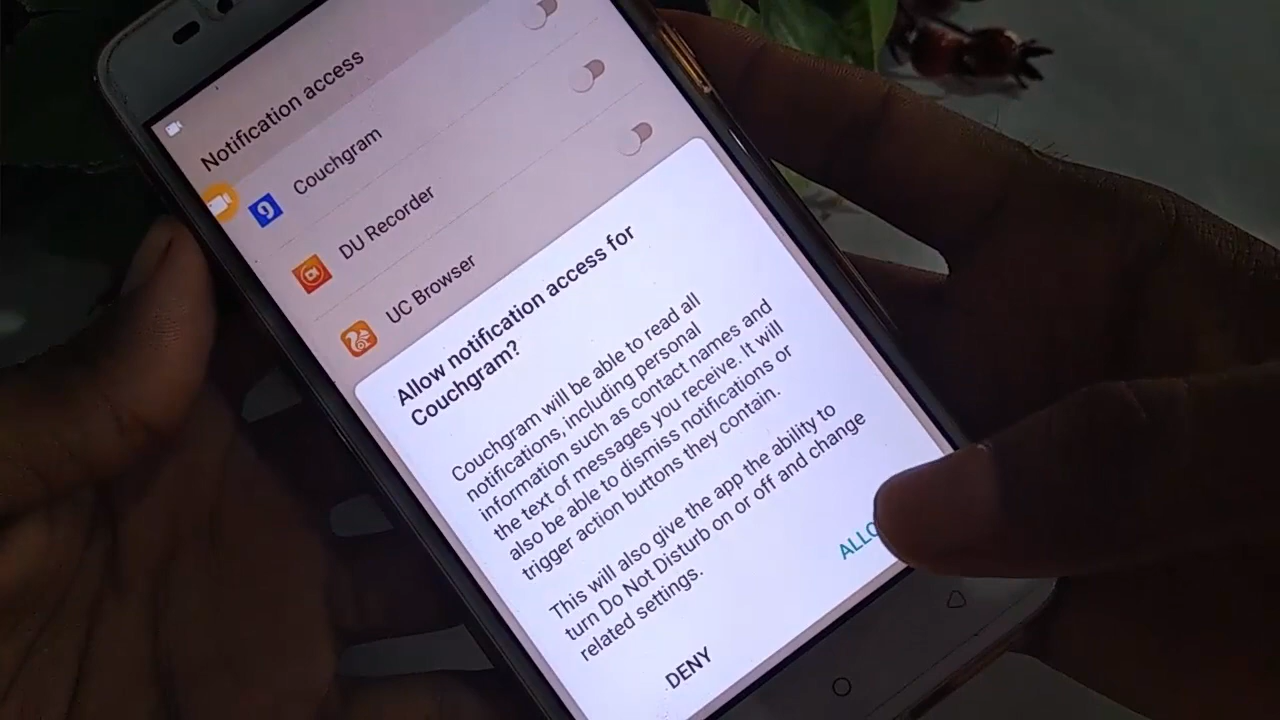 Notification access
Couchgram
DU Recorder
UC Browser
Allow notification access for
Couchgram?
Couchgram will be able to read all
notifications, including personal
information such as contact names and
the text of messages you receive. It will
also be able to dismiss notifications or
trigger action buttons they contain.
This will also give the app the ability to
turn Do Not Disturb on or off and change
related settings.
DENY